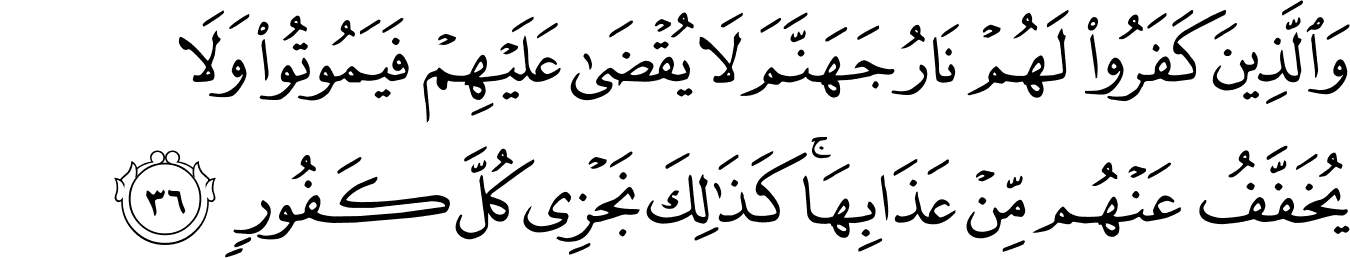 وَٱلَّذِينَ كَفَرُوا۟ لَهُمْ نَارُ جَهَنَّمَ لَا يُقْضَىٰ عَلَيْهِمْ فَيَمُوتُوا۟ وَلَا
يُخَفَّفُ عَنْهُم مِّنْ عَذَابِهَا ۚ كَذَٰلِكَ نَجْزِى كُلَّ كَفُورٍ ٣٦